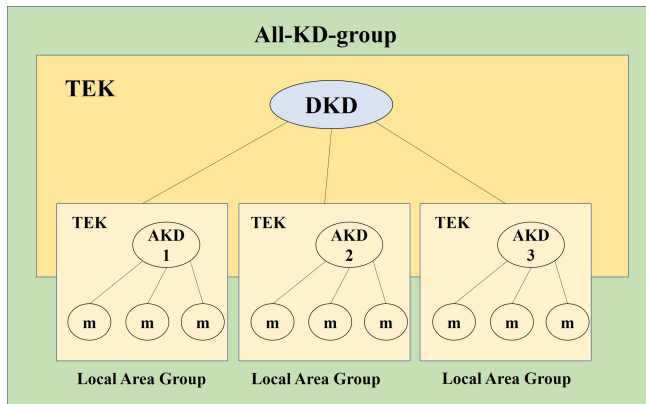 All-KD-group
TEK
DKD
TEK
AKD
1
TEK
AKD
2
TEK
AKD
3
m m m
m m m
m m m
Local Area Group
Local Area Group
Local Area Group